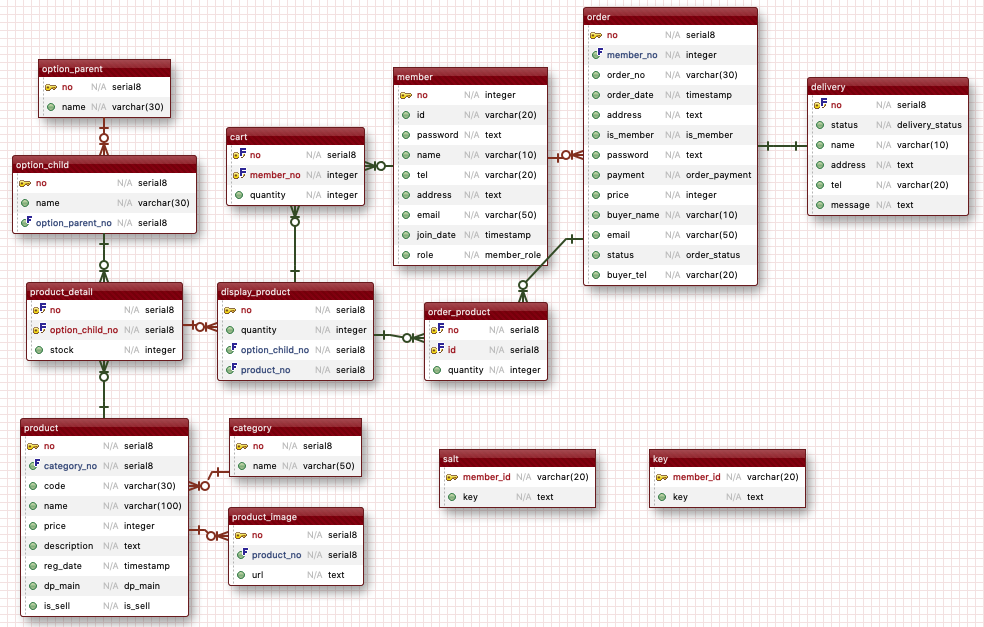 option_parent
no N/A serial8
name N/A varchar(30)
option_child
no N/A serial8
name N/A varchar(30)
option_parent_no N/A serial8
product_detail
no N/A serial8
option_child_no N/A serial8
stock N/A integer
product
no N/A serial8
category_no N/A serial8
code N/A varchar(30)
name N/A varchar(100)
price N/A integer
description N/A text
reg_date N/A timestamp
dp_main N/A dp_main
is_sell N/A is_sell
cart
no N/A serial8
member_no N/A integer
quantity N/A integer
display_product
no N/A serial8
quantity N/A integer
option_child_no N/A serial8
product_no N/A serial8
category
no N/A serial8
name N/A varchar(50)
product_image
no N/A serial8
product_no N/A serial8
url N/A text
member
no N/A integer
id N/A varchar(20)
password N/A text
name N/A varchar(10)
tel N/A varchar(20)
address N/A text
email N/A varchar(50)
join_date N/A timestamp
role N/A member_role
order_product
no N/A serial8
id N/A serial8
quantity N/A integer
order
no N/A serial8
member_no N/A integer
order_no N/A varchar(30)
order_date N/A timestamp
address N/A text
is_member N/A is_member
password N/A text
payment N/A order_payment
price N/A integer
buyer_name N/A varchar(10)
email N/A varchar(50)
status N/A order_status
buyer_tel N/A varchar(20)
delivery
no N/A serial8
status N/A delivery_status
name N/A varchar(10)
address N/A text
tel N/A varchar(20)
message N/A text
salt
member_id N/A varchar(20)
key N/A text
key
member_id N/A varchar(20)
key N/A text